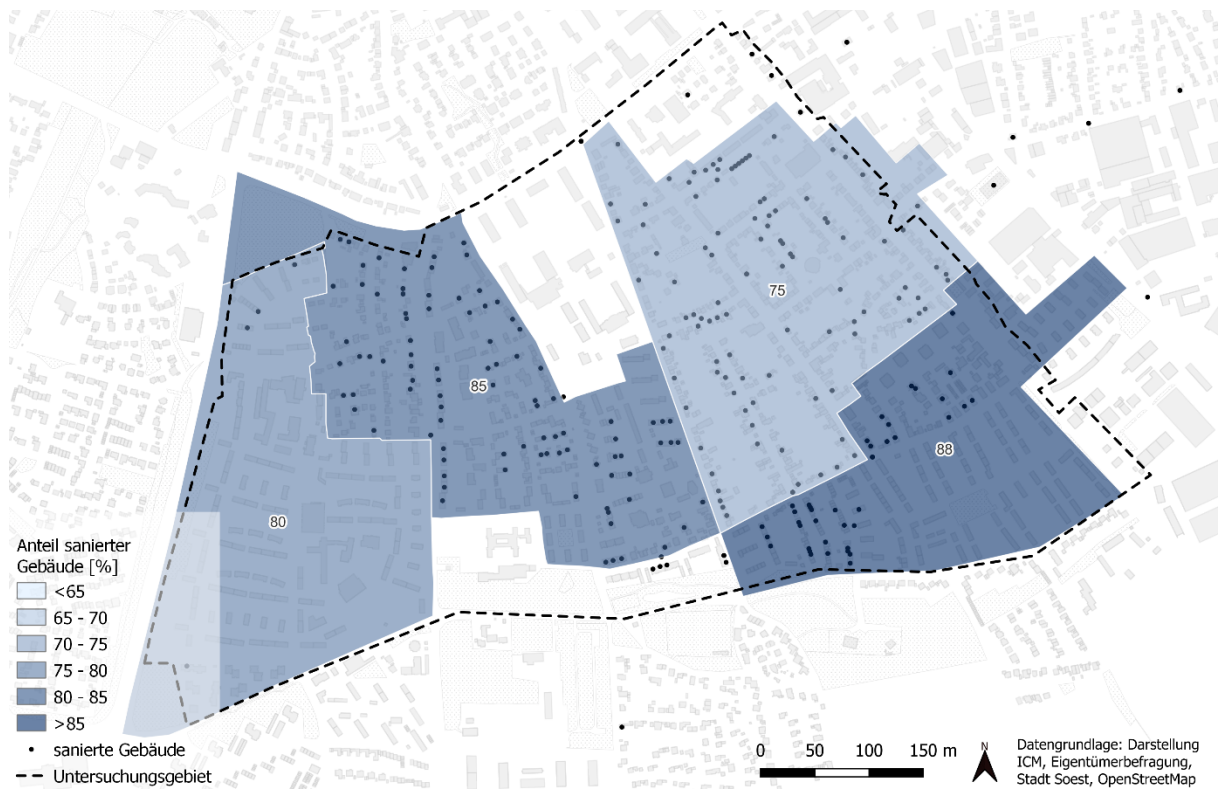 75
85
88
80
Anteil sanierter
Gebäude [%]
<65
65 - 70
70 - 75
75 - 80
80 - 85
>85
sanierte Gebäude
Untersuchungsgebiet
0 50 100 150 m
N
Datengrundlage: Darstellung
ICM, Eigentümerbefragung,
Stadt Soest, OpenStreetMap